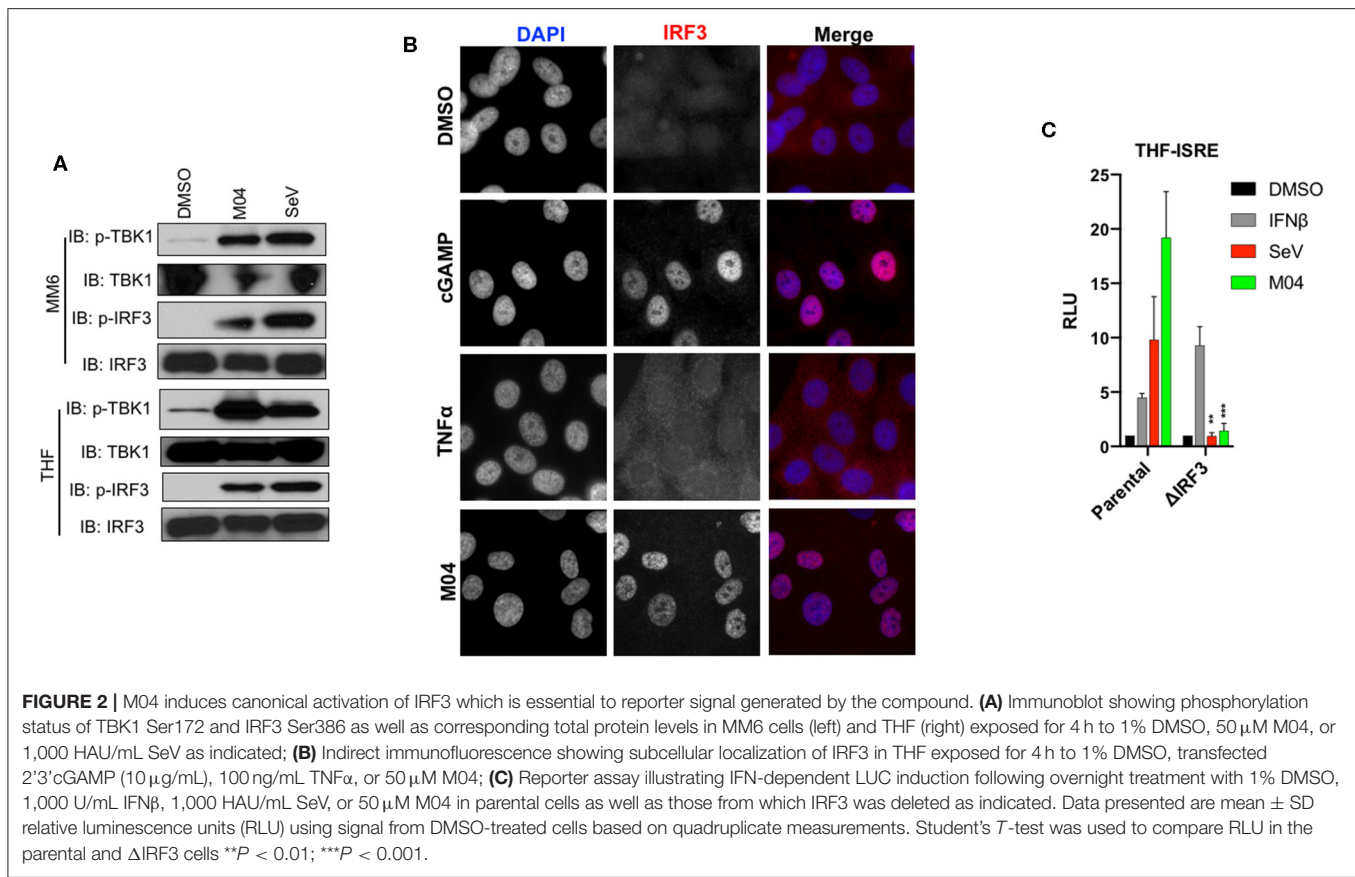 A
DMSO
M04
SeV
MM6
IB: p-TBK1
IB: TBK1
IB: p-IRF3
IB: IRF3
THF
IB: p-TBK1
IB: TBK1
IB: p-IRF3
IB: IRF3
B
DAPI
IRF3
Merge
DMSO
cGAMP
TNFα
M04
C
THF-ISRE
RLU
25
20
15
10
5
0
DMSO
IFNβ
SeV
M04
**
***
Parental
ΔIRF3
FIGURE 2 | M04 induces canonical activation of IRF3 which is essential to reporter signal generated by the compound. (A) Immunoblot showing phosphorylation
status of TBK1 Ser172 and IRF3 Ser386 as well as corresponding total protein levels in MM6 cells (left) and THF (right) exposed for 4 h to 1% DMSO, 50 μM M04, or
1,000 HAU/mL SeV as indicated; (B) Indirect immunofluorescence showing subcellular localization of IRF3 in THF exposed for 4 h to 1% DMSO, transfected
2'3'cGAMP (10 μg/mL), 100 ng/mL TNFα, or 50 μM M04; (C) Reporter assay illustrating IFN-dependent LUC induction following overnight treatment with 1% DMSO,
1,000 U/mL IFNβ, 1,000 HAU/mL SeV, or 50 μM M04 in parental cells as well as those from which IRF3 was deleted as indicated. Data presented are mean ± SD
relative luminescence units (RLU) using signal from DMSO-treated cells based on quadruplicate measurements. Student's T-test was used to compare RLU in the
parental and ΔIRF3 cells **P < 0.01; ***P < 0.001.